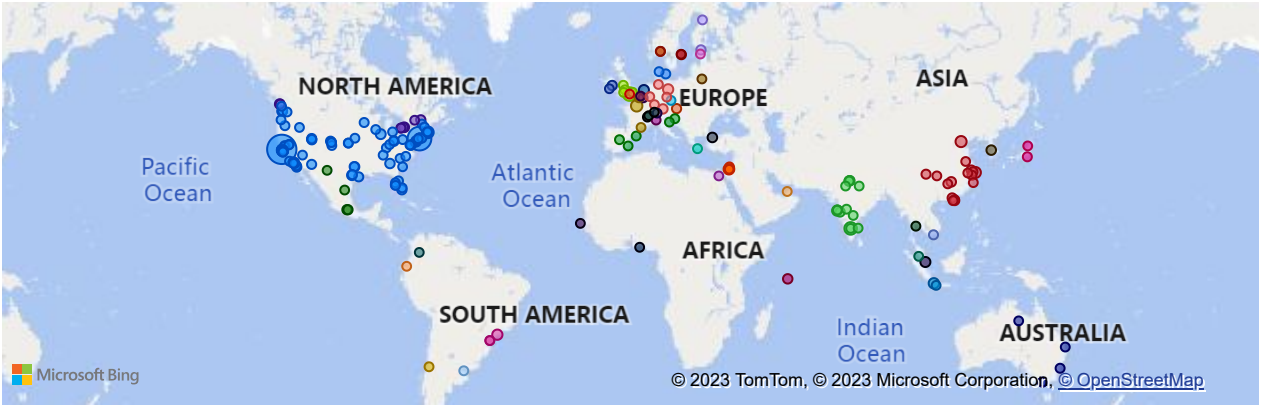 NORTH AMERICA
ASIA
EUROPE
Pacific
Ocean
Atlantic
Ocean
AFRICA
SOUTH AMERICA
Indian
Ocean
AUSTRALIA
Microsoft Bing
© 2023 TomTom, © 2023 Microsoft Corporation, © OpenStreetMap